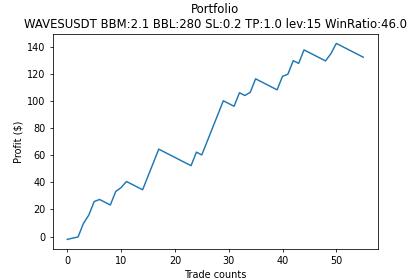 Portfolio
WAVESUSDT BBM:2.1 BBL:280 SL:0.2 TP:1.0 lev:15 WinRatio:46.0
140
120
100
80
60
40
20
0
Profit ($)
0 10 20 30 40 50
Trade counts